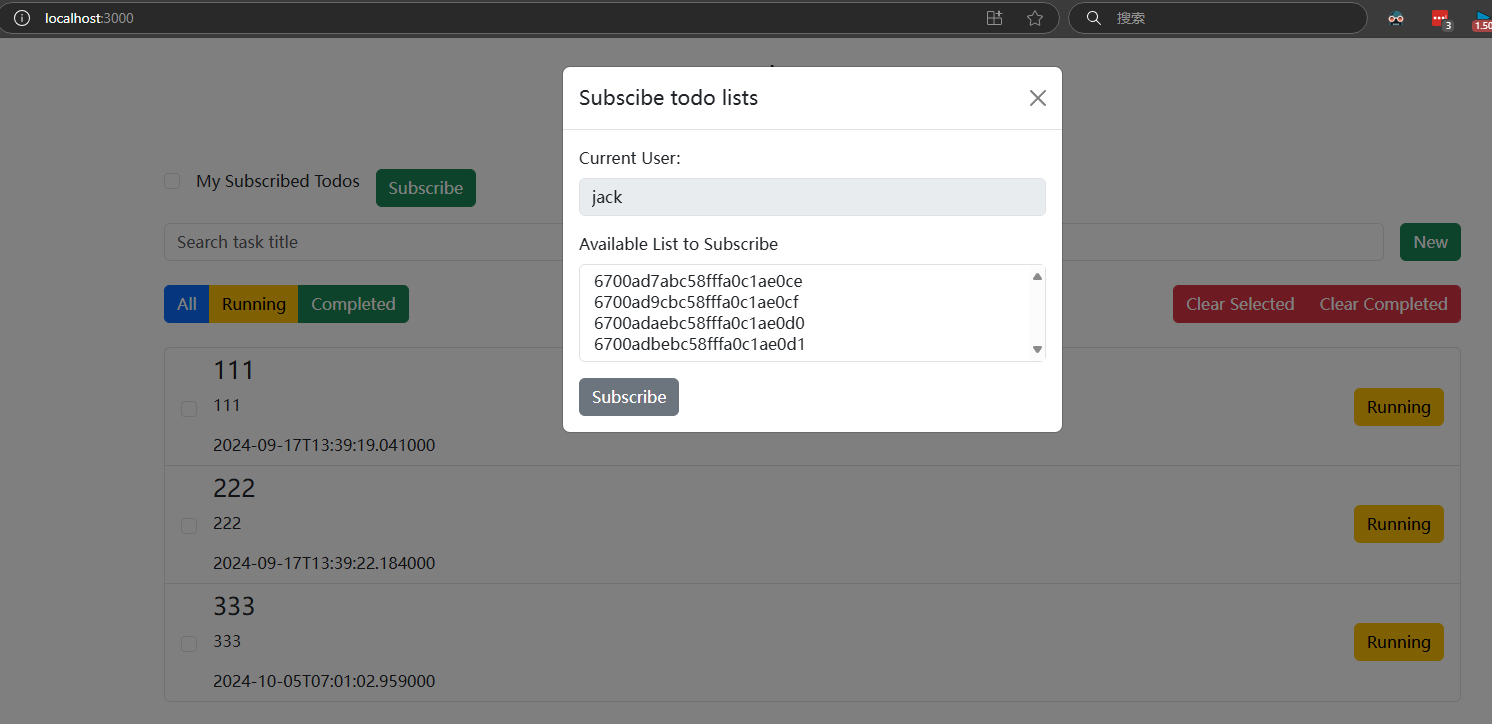 localhost:3000
搜索
3
1.50
Subscibe todo lists
Current User:
jack
Available List to Subscribe
6700ad7abc58fffa0c1ae0ce
6700ad9cbc58fffa0c1ae0cf
6700adaebc58fffa0c1ae0d0
6700adbebc58fffa0c1ae0d1
Subscribe
My Subscribed Todos
Subscribe
Search task title
New
All
Running
Completed
Clear Selected
Clear Completed
111
111
2024-09-17T13:39:19.041000
Running
222
222
2024-09-17T13:39:22.184000
Running
333
333
2024-10-05T07:01:02.959000
Running